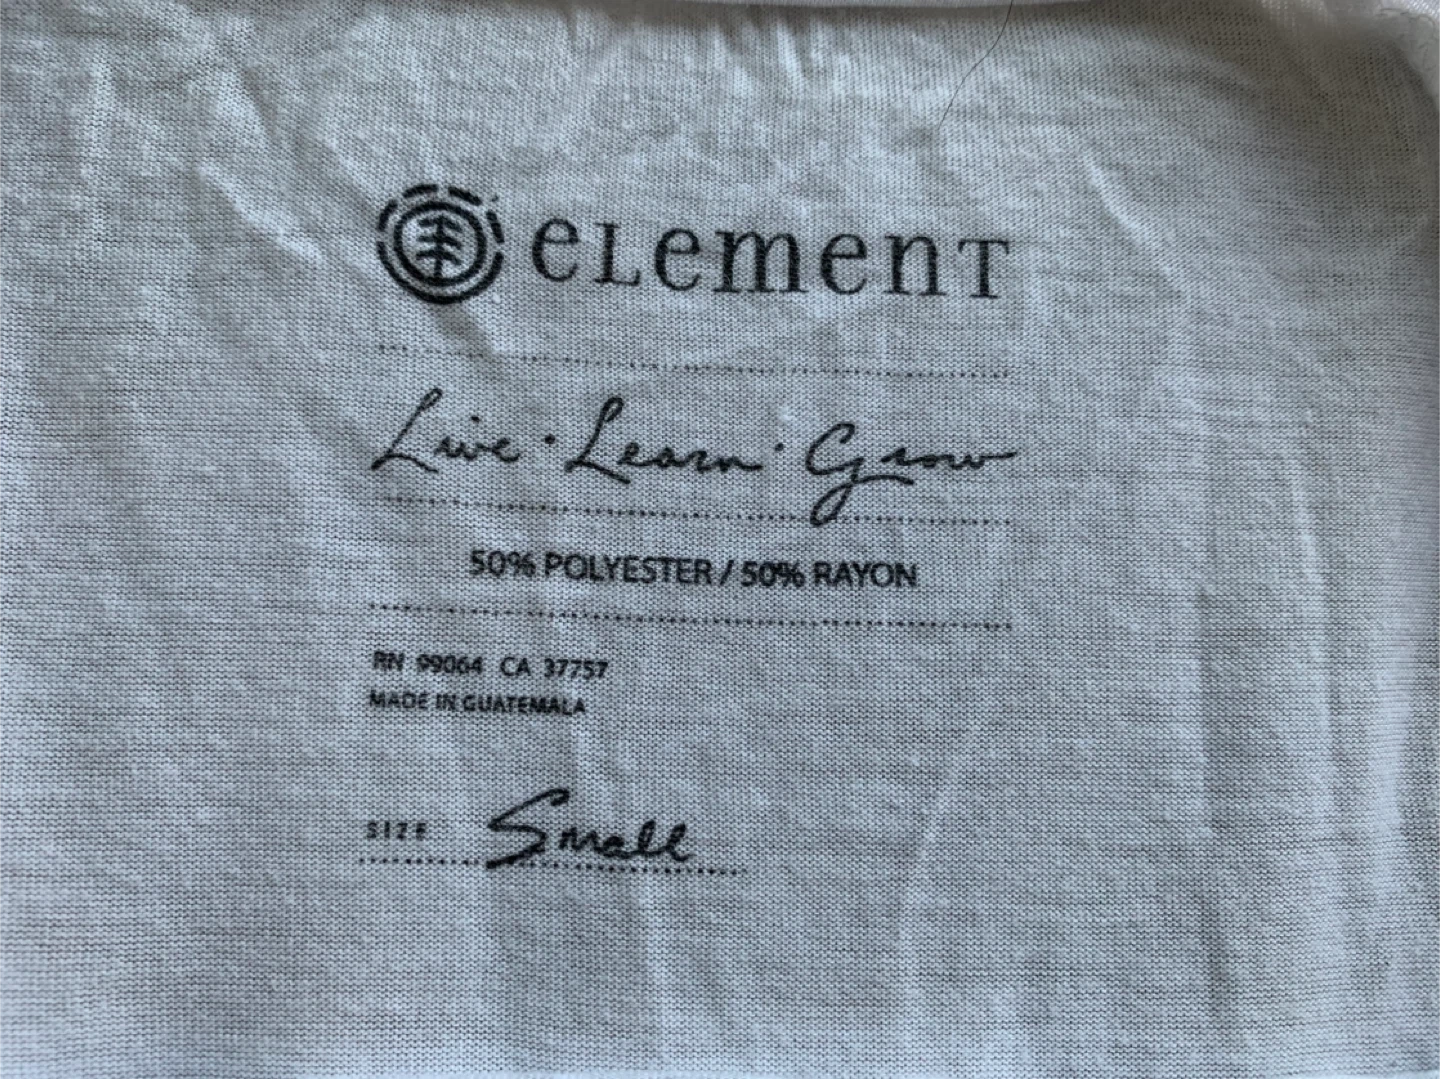 eLemenT
Live · Learn · Grow
50% POLYESTER / 50% RAYON
RN 99064 CA 37757
MADE IN GUATEMALA
SIZE Small